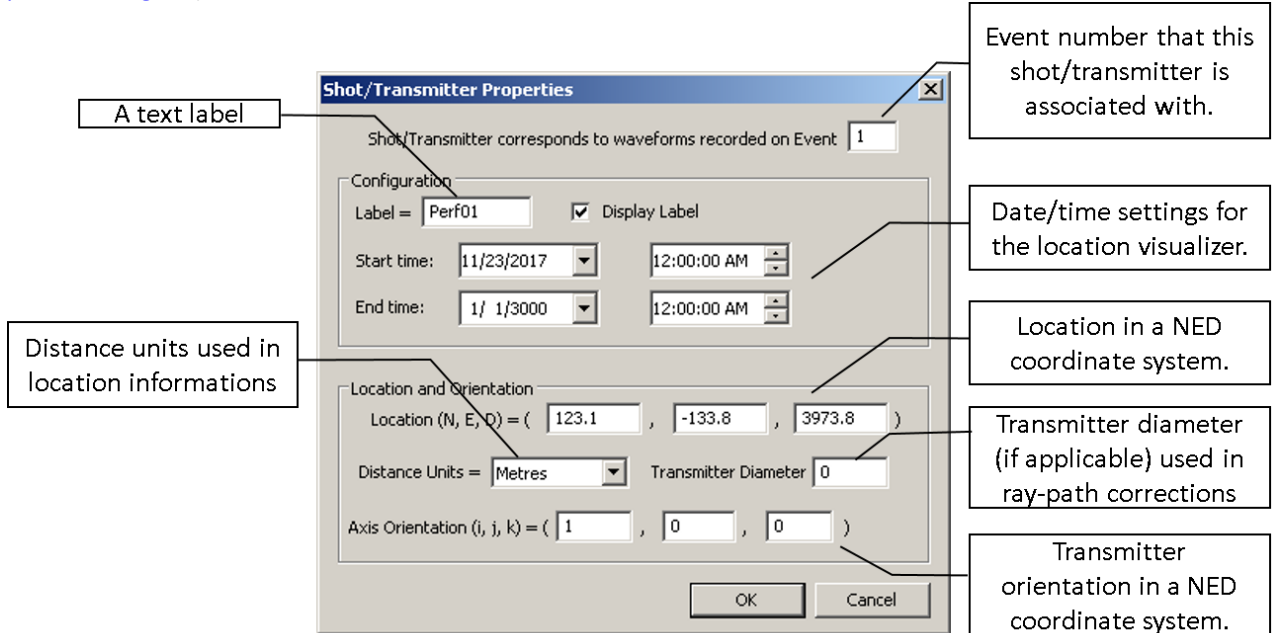 Event number that this
shot/transmitter is
associated with.
Shot/Transmitter Properties
A text label
Shot/Transmitter corresponds to waveforms recorded on Event 1
Configuration
Label = Perf01 Display Label
Date/time settings for
the location visualizer.
Start time: 11/23/2017 12:00:00 AM
End time: 1/ 1/3000 12:00:00 AM
Distance units used in
location informations
Location in a NED
coordinate system.
Location and Orientation
Location (N, E, D) = ( 123.1 , -133.8 , 3973.8 )
Transmitter diameter
(if applicable) used in
ray-path corrections
Distance Units = Metres Transmitter Diameter 0
Axis Orientation (i, j, k) = ( 1 , 0 , 0 )
Transmitter
orientation in a NED
coordinate system.
OK Cancel